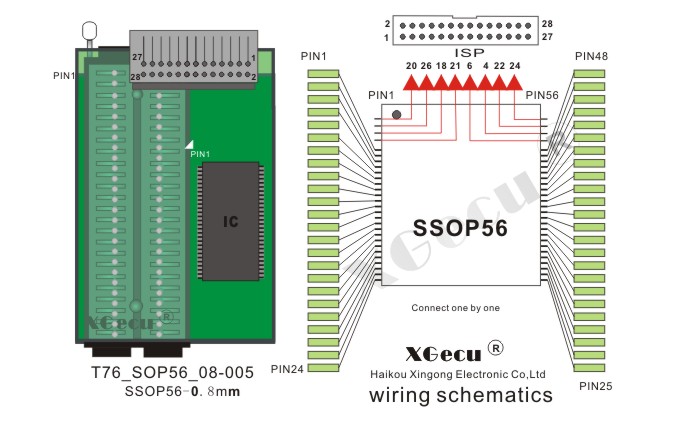 27
1
28
2
PIN1
PIN1
IC
XGecu ®
T76_SOP56_08-005
SSOP56-0.8mm
2
28
1
27
ISP
PIN1
PIN48
20 26 18 21 6 4 22 24
PIN1
PIN56
SSOP56
XGecu ®
Connect one by one
XGecu ®
Haikou Xingong Electronic Co,Ltd
wiring schematics
PIN24
PIN25